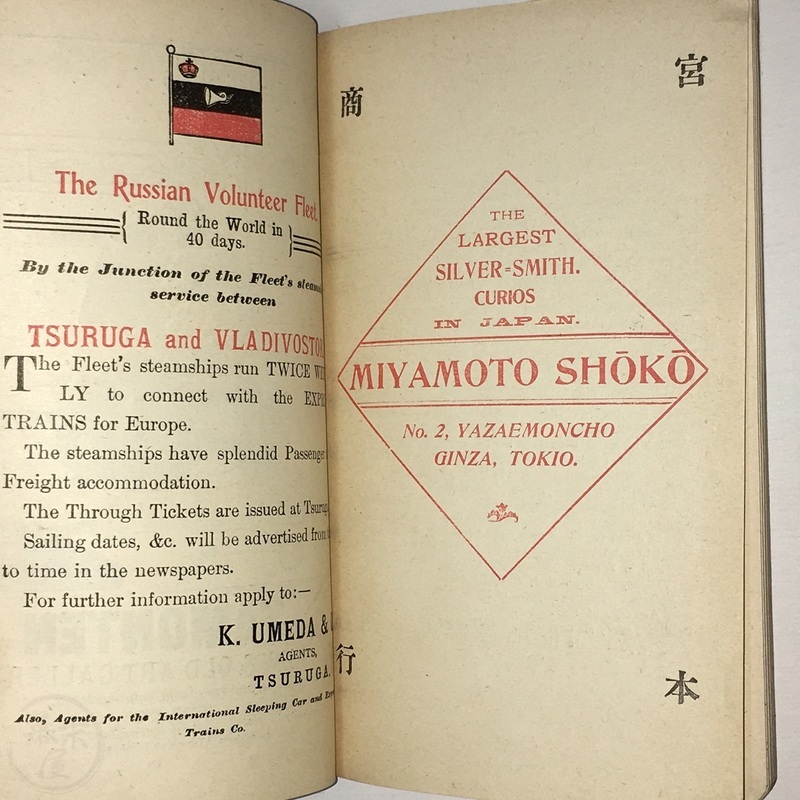 The Russian Volunteer Fleet.
Round the World in
40 days.
By the Junction of the Fleet's
service between
TSURUGA and
The Fleet's steamships run TWICE
LY to connect with the
TRAINS for Europe.
The steamships have splendid
Freight accommodation.
The Through Tickets are issued at
Sailing dates, &c. will be advertised
to time in the newspapers.
For further information apply to:—
K. UMEDA &
AGENTS,
TSURUGA.
Also, Agents for the International Sleeping Car and
Trains Co.
宮
本
商
行
THE
LARGEST
SILVER=SMITH.
CURIOS
IN JAPAN.
MIYAMOTO SHŌKŌ
No. 2, YAZAEMONCHO
GINZA, TOKIO.